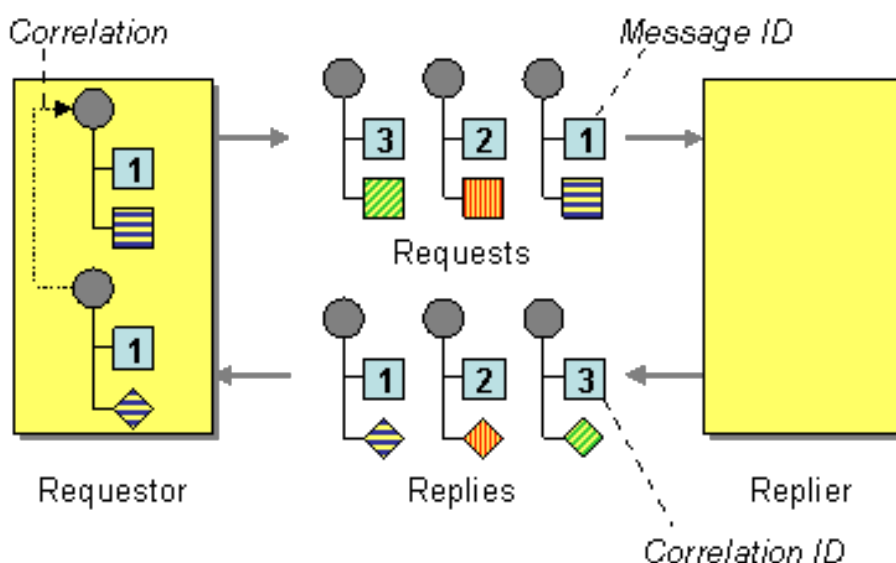 Correlation
Message ID
3 2 1
1
Requests
1
1 2 3
Requestor
Replies
Replier
Correlation ID